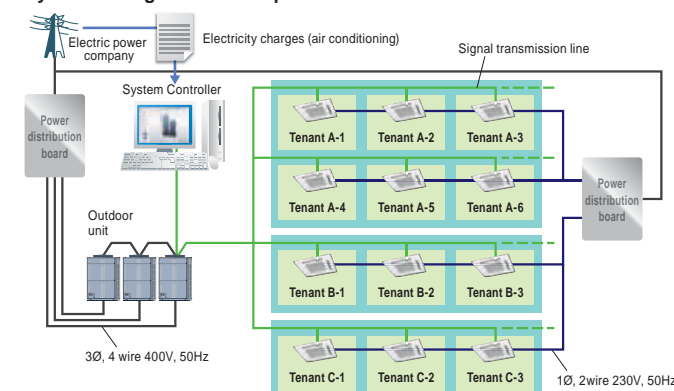 Electric power
company
Electricity charges (air conditioning)
Signal transmission line
System Controller
Power
distribution
board
Tenant A-1
Tenant A-2
Tenant A-3
Tenant A-4
Tenant A-5
Tenant A-6
Power
distribution
board
Outdoor
unit
Tenant B-1
Tenant B-2
Tenant B-3
3Ø, 4 wire 400V, 50Hz
Tenant C-1
Tenant C-2
Tenant C-3
1Ø, 2wire 230V, 50Hz